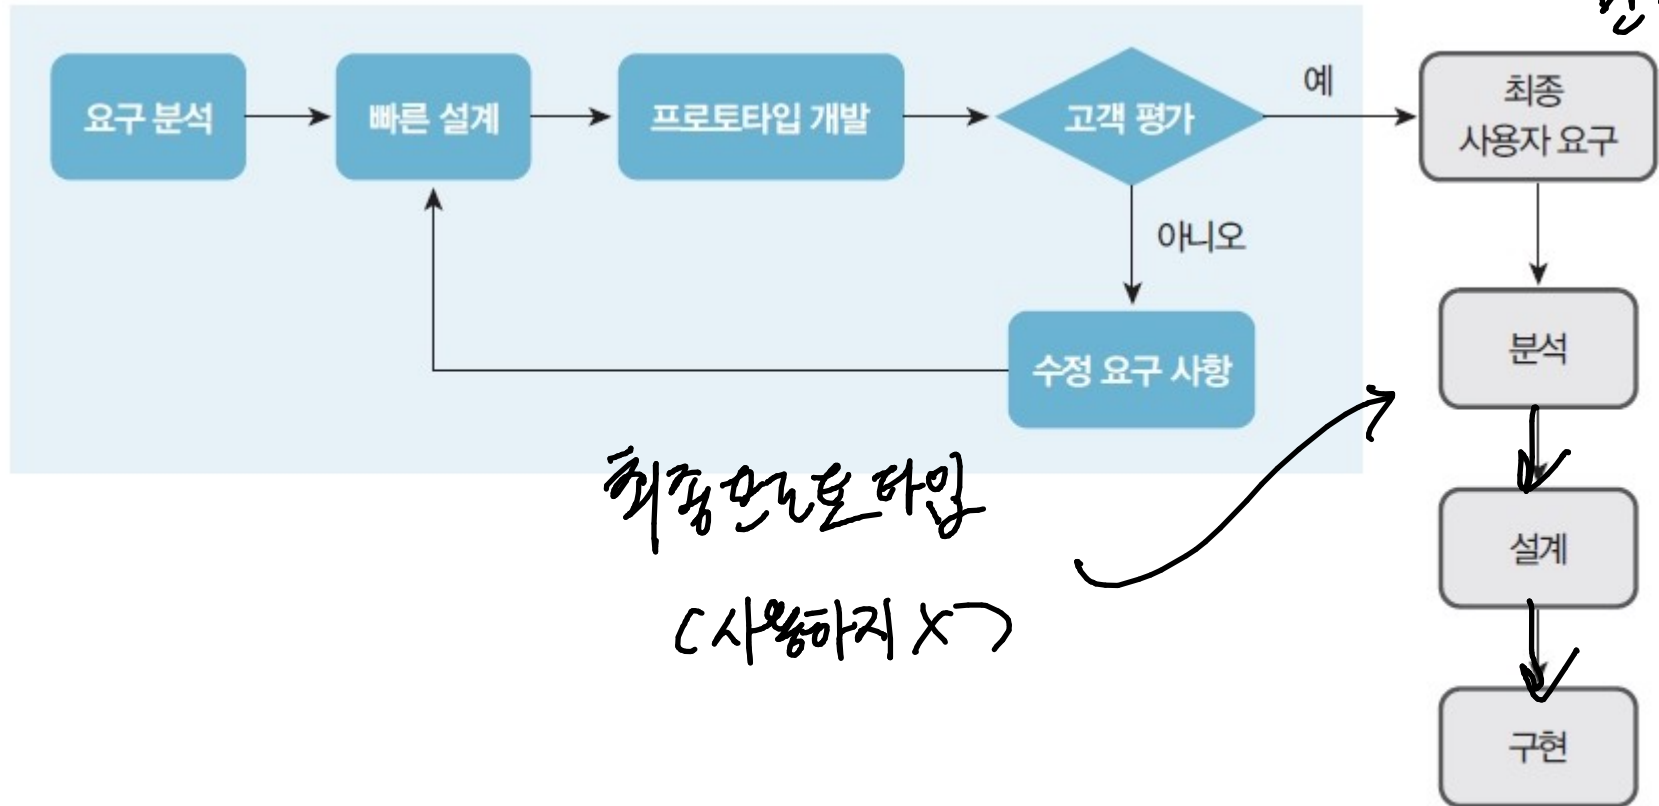 요구 분석
빠른 설계
프로토타입 개발
고객 평가
예
최종
사용자 요구
아니오
수정 요구 사항
분석
설계
구현
최종프로토타입
(사용하지 X)